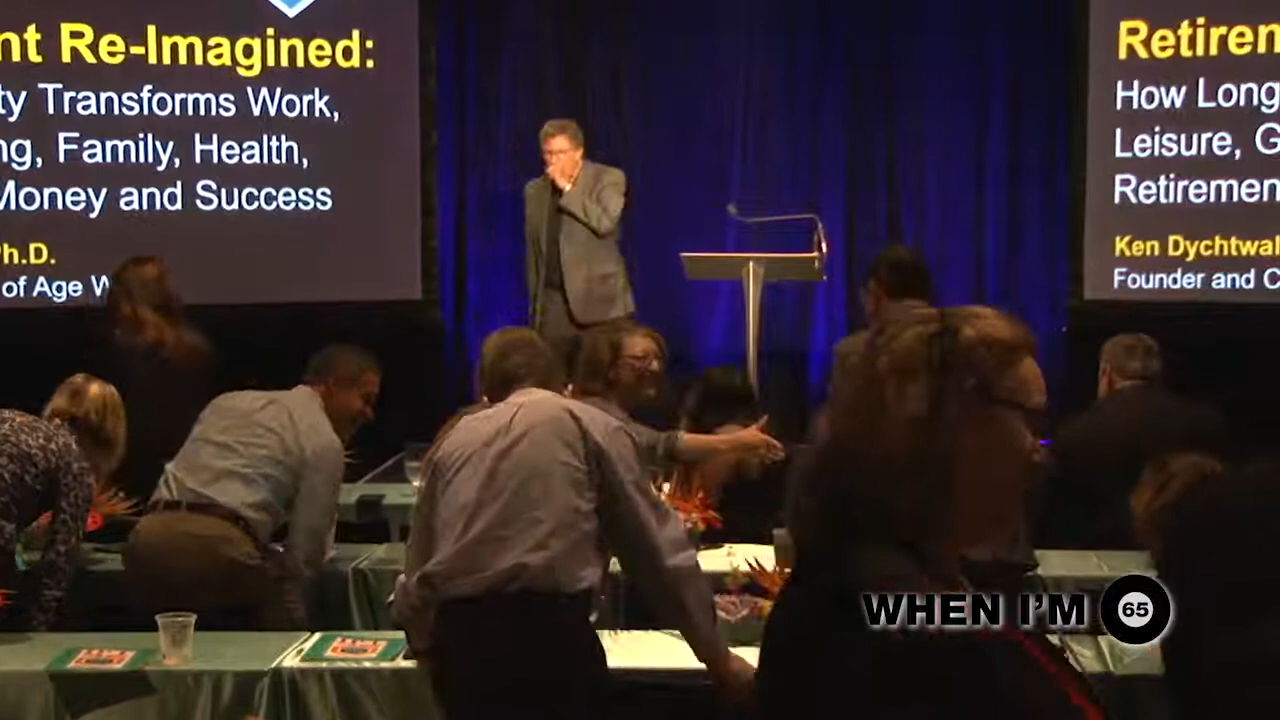 nt Re-Imagined:
ty Transforms Work,
ng, Family, Health,
Money and Success
Ph.D.
of Age W
Retiren
How Long
Leisure, G
Retiremen
Ken Dychtwal
Founder and C
WHEN I'M 65